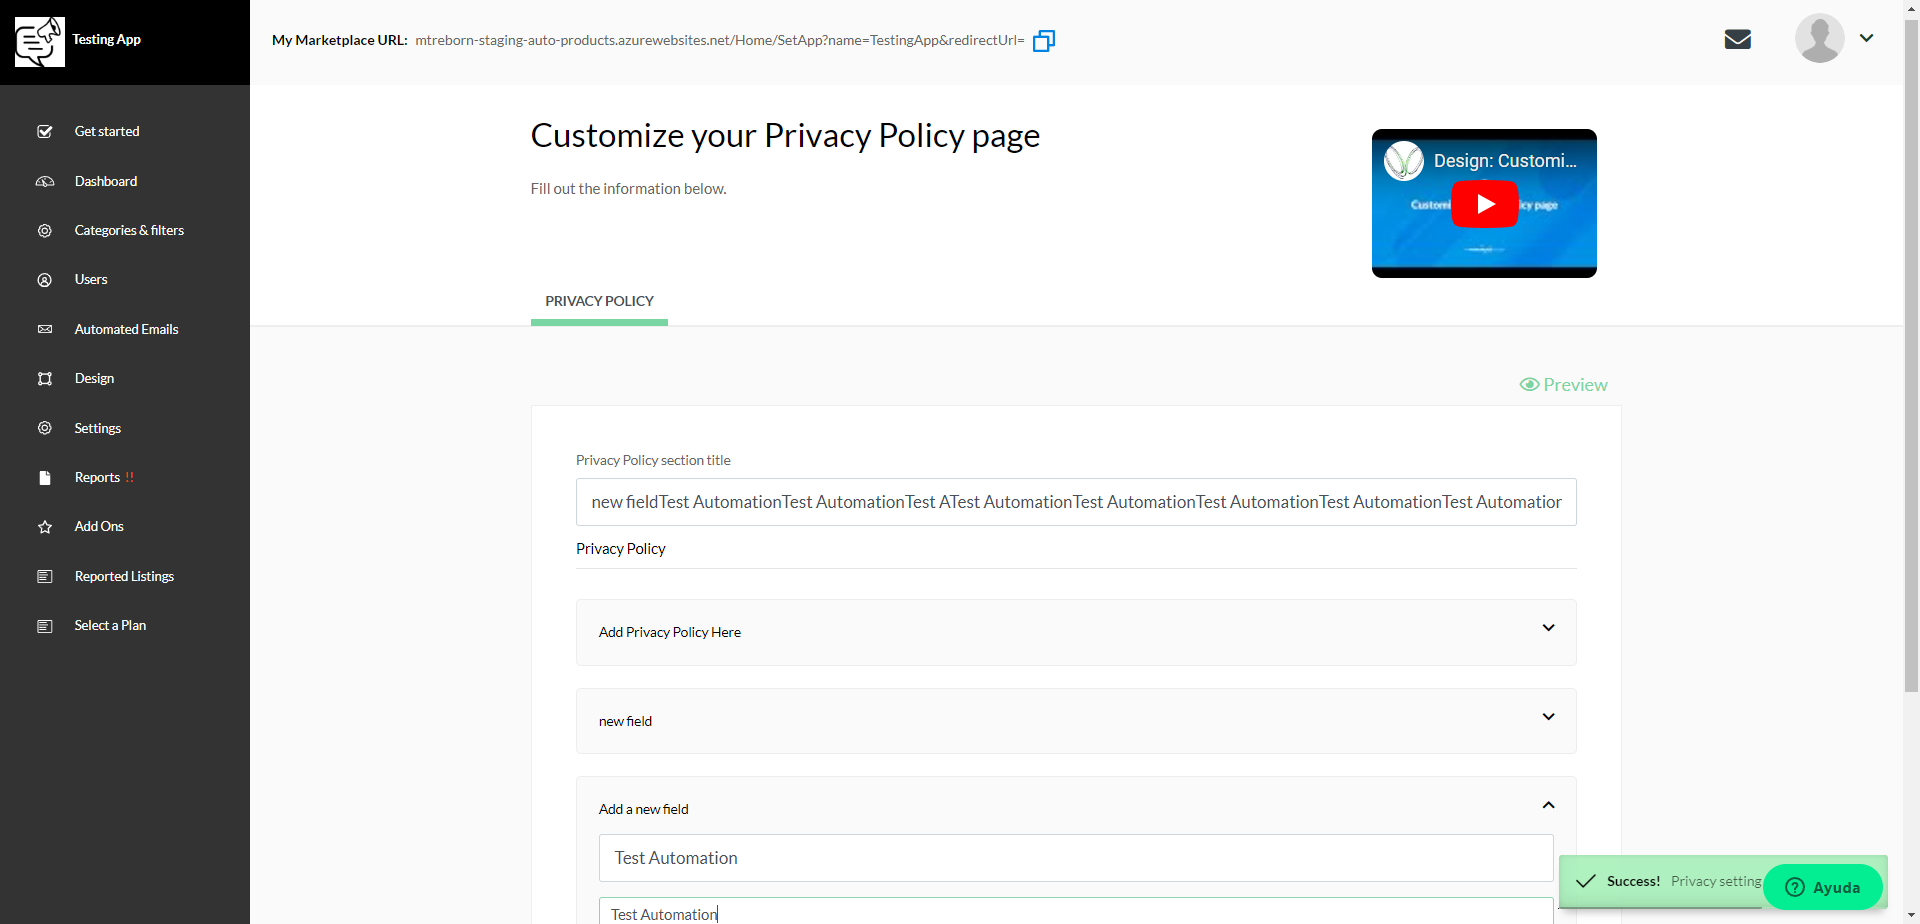 Testing App
My Marketplace URL: mtreborn-staging-auto-products.azurewebsites.net/Home/SetApp?name=TestingApp&redirectUrl=
Get started
Dashboard
Categories & filters
Users
Automated Emails
Design
Settings
Reports !!
Add Ons
Reported Listings
Select a Plan
Customize your Privacy Policy page
Fill out the information below.
Design: Customi...
Customi
icy page
PRIVACY POLICY
Preview
Privacy Policy section title
new fieldTest AutomationTest AutomationTest ATest AutomationTest AutomationTest AutomationTest AutomationTest Automation
Privacy Policy
Add Privacy Policy Here
new field
Add a new field
Test Automation
Test Automation
Success! Privacy setting
Ayuda